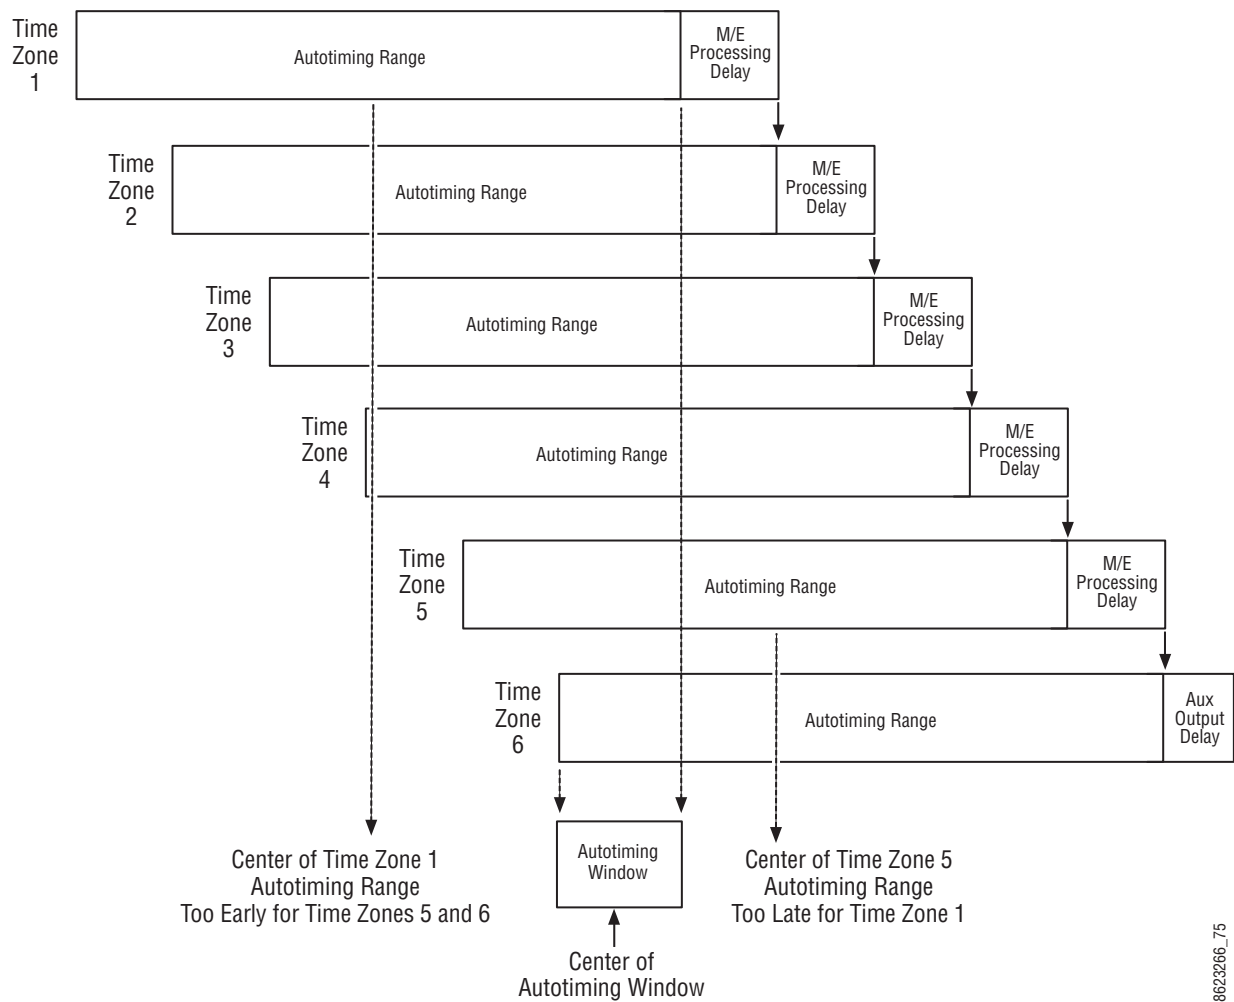 Time
Zone
1
Autotiming Range
M/E
Processing
Delay
Time
Zone
2
Autotiming Range
M/E
Processing
Delay
Time
Zone
3
Autotiming Range
M/E
Processing
Delay
Time
Zone
4
Autotiming Range
M/E
Processing
Delay
Time
Zone
5
Autotiming Range
M/E
Processing
Delay
Time
Zone
6
Autotiming Range
Aux
Output
Delay
Center of Time Zone 1
Autotiming Range
Too Early for Time Zones 5 and 6
Autotiming
Window
Center of Time Zone 5
Autotiming Range
Too Late for Time Zone 1
Center of
Autotiming Window
8623266_75